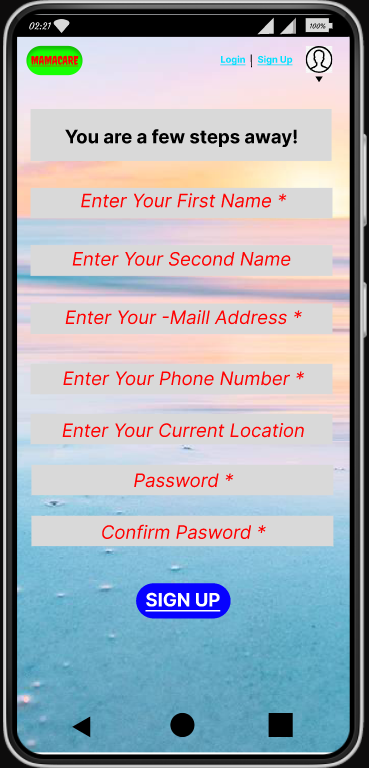 02:21 100%
MAMACARE Login | Sign Up
You are a few steps away!
Enter Your First Name *
Enter Your Second Name
Enter Your -Maill Address *
Enter Your Phone Number *
Enter Your Current Location
Password *
Confirm Pasword *
SIGN UP